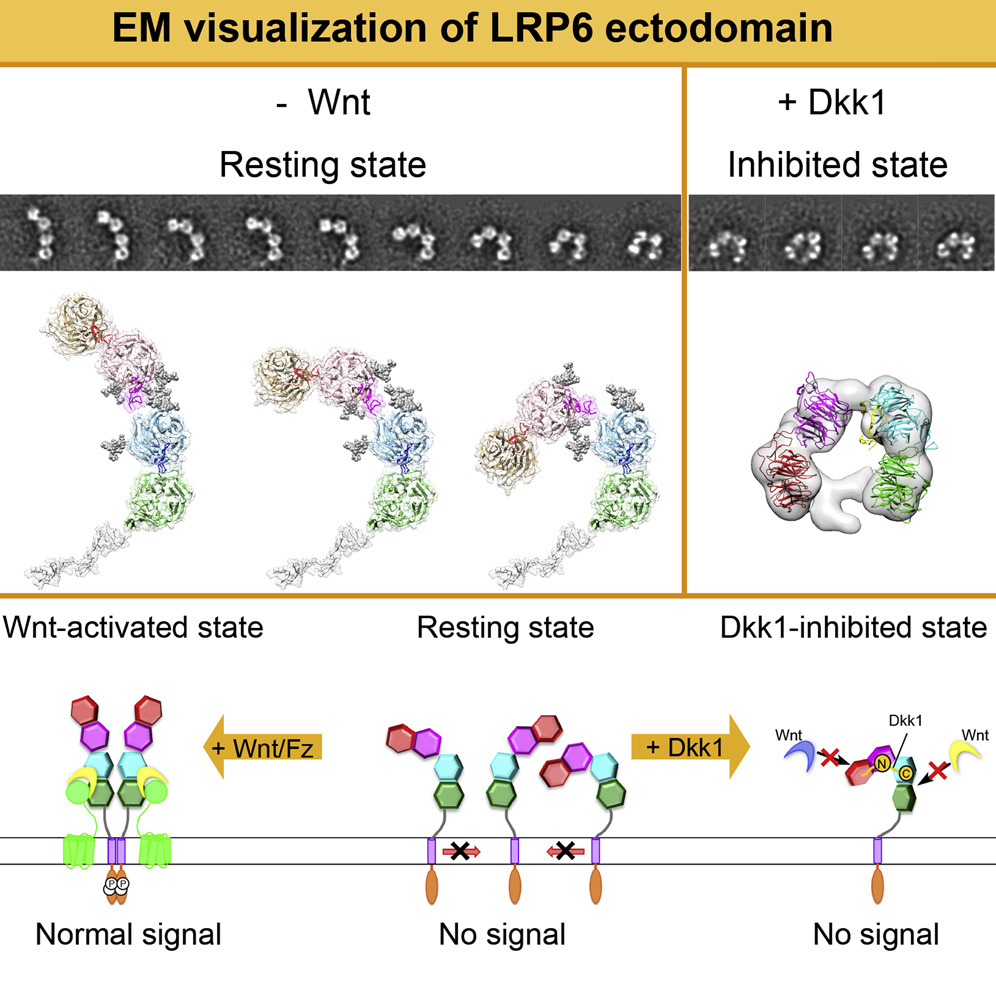 EM visualization of LRP6 ectodomain
- Wnt
Resting state
+ Dkk1
Inhibited state
Wnt-activated state
Resting state
Dkk1-inhibited state
+ Wnt/Fz
+ Dkk1
Dkk1
Wnt
Wnt
N
C
P
P
Normal signal
No signal
No signal